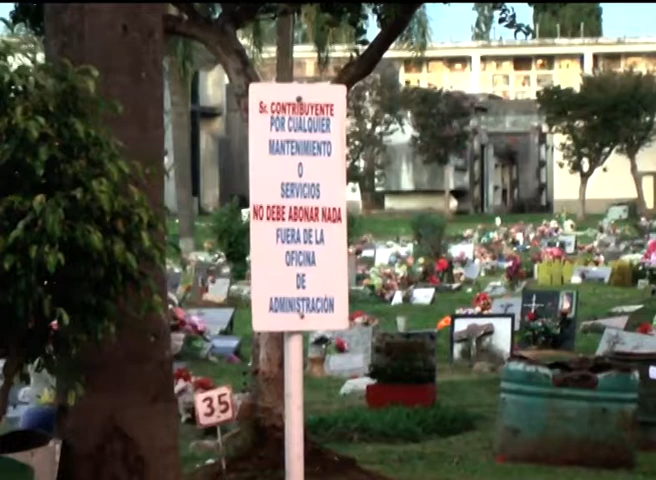 Sr. CONTRIBUYENTE
POR CUALQUIER
MANTENIMIENTO
O
SERVICIOS
NO DEBE ABONAR NADA
FUERA DE LA
OFICINA
DE
ADMINISTRACIÓN
35